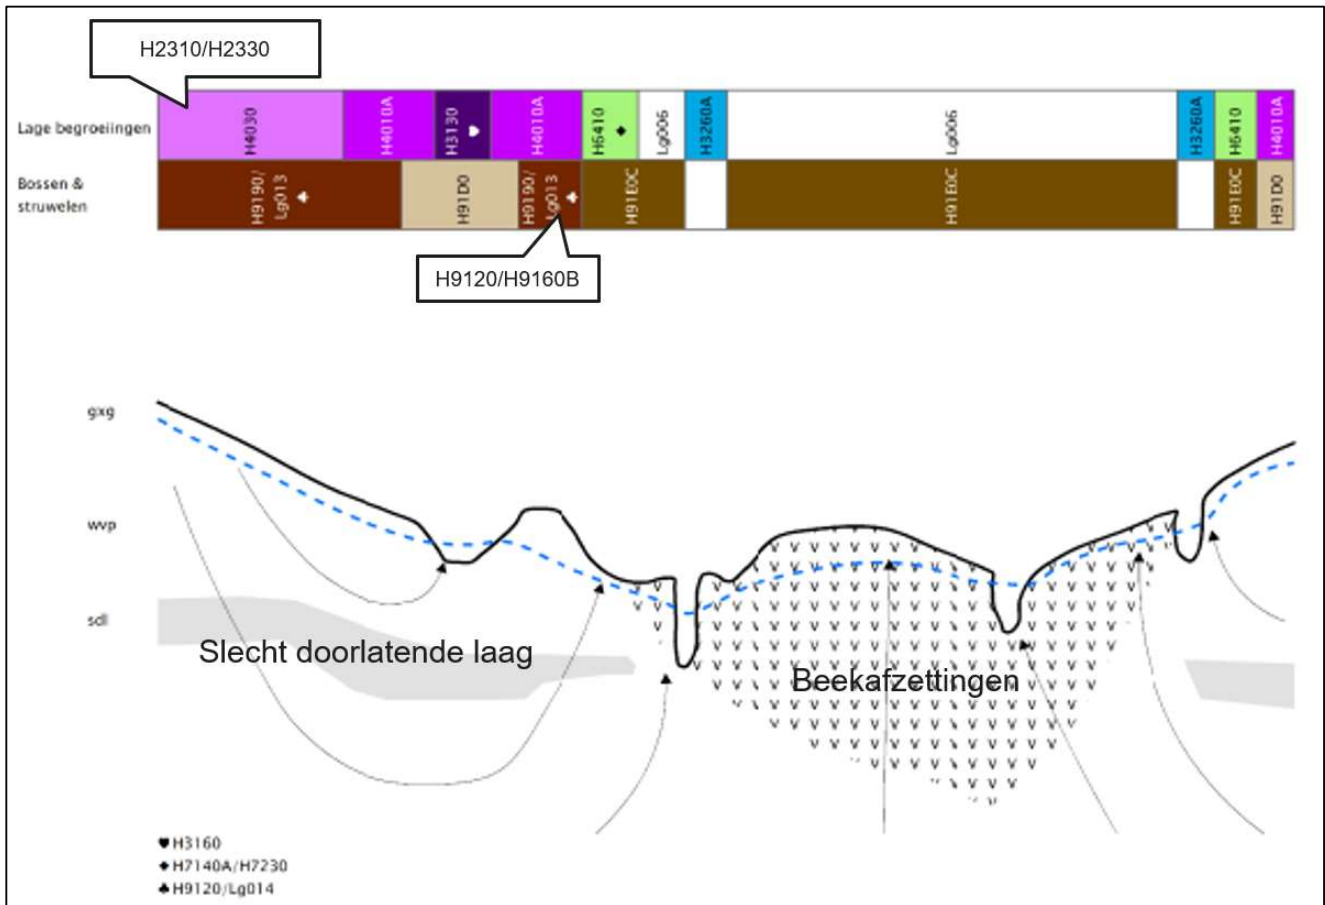 H2310/H2330
Lage begroeiingen
H4030
H4010A
H3130 ♥
H4010A
H6410 ♦
Lg006
H3260A
Lg006
H3260A
H6410
H4010A
Bossen &
struwelen
H9190/
Lg013 ♣
H91D0
H9190/
Lg013 ♣
H91E0C
H91E0C
H91E0C
H91D0
H9120/H9160B
gxg
wvp
sdl
Slecht doorlatende laag
Beekafzettingen
♥ H3160
♦ H7140A/H7230
♣ H9120/Lg014